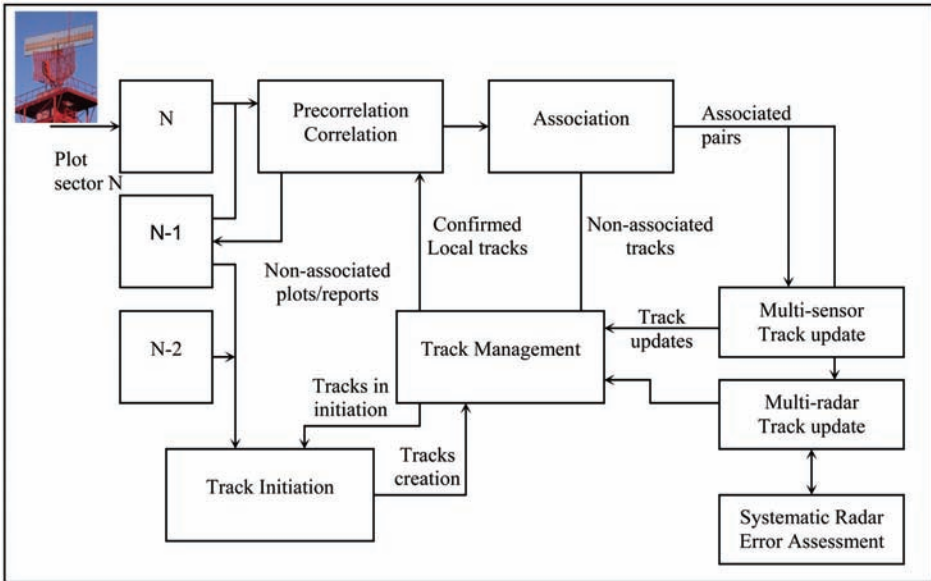 N
Precorrelation
Correlation
Association
Associated
pairs
Plot
sector N
N-1
Confirmed
Local tracks
Non-associated
tracks
Non-associated
plots/reports
N-2
Track Management
Track
updates
Multi-sensor
Track update
Tracks in
initiation
Multi-radar
Track update
Track Initiation
Tracks
creation
Systematic Radar
Error Assessment